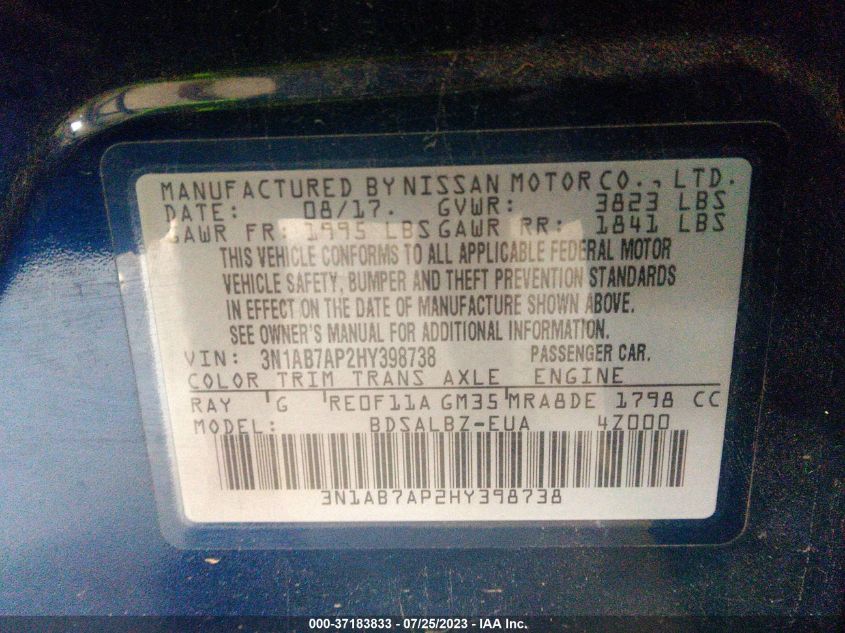 MANUFACTURED BY NISSAN MOTOR CO., LTD.
DATE: 08/17. GVWR: 3823 LBS
GAWR FR: 1995 LBS GAWR RR: 1841 LBS
THIS VEHICLE CONFORMS TO ALL APPLICABLE FEDERAL MOTOR
VEHICLE SAFETY, BUMPER AND THEFT PREVENTION STANDARDS
IN EFFECT ON THE DATE OF MANUFACTURE SHOWN ABOVE.
SEE OWNER'S MANUAL FOR ADDITIONAL INFORMATION.
VIN: 3N1AB7AP2HY398738 PASSENGER CAR.
COLOR TRIM TRANS AXLE ENGINE
RAY G RE0F11A GM35 MRA8DE 1798 CC
MODEL: BDSALBZ-EUA 4Z000
3N1AB7AP2HY398738
000-37183833 - 07/25/2023 - IAA Inc.